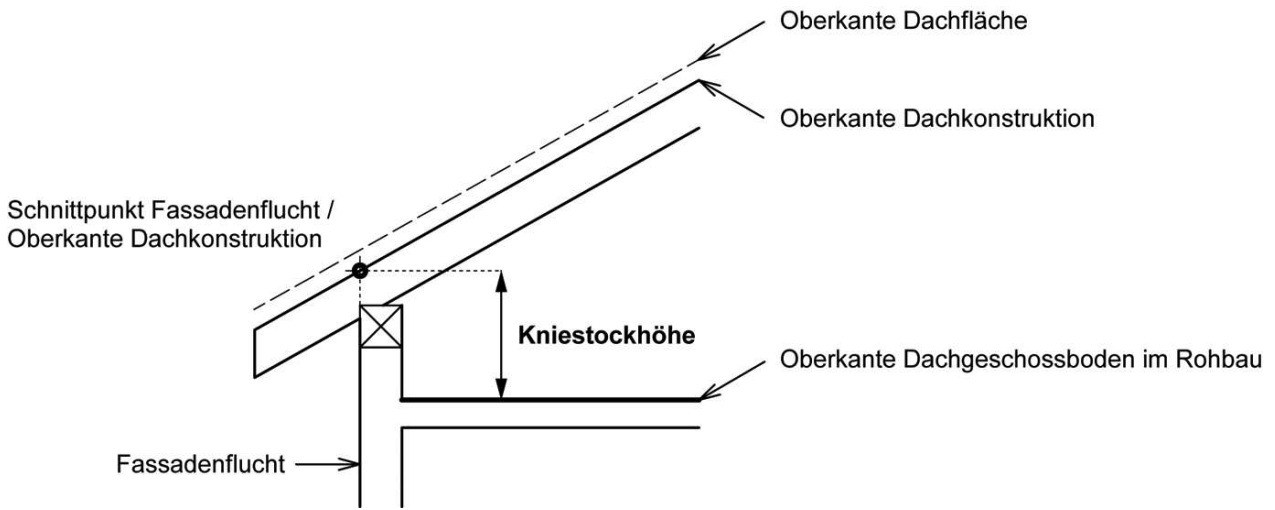 Oberkante Dachfläche
Oberkante Dachkonstruktion
Schnittpunkt Fassadenflucht /
Oberkante Dachkonstruktion
Kniestockhöhe
Oberkante Dachgeschossboden im Rohbau
Fassadenflucht